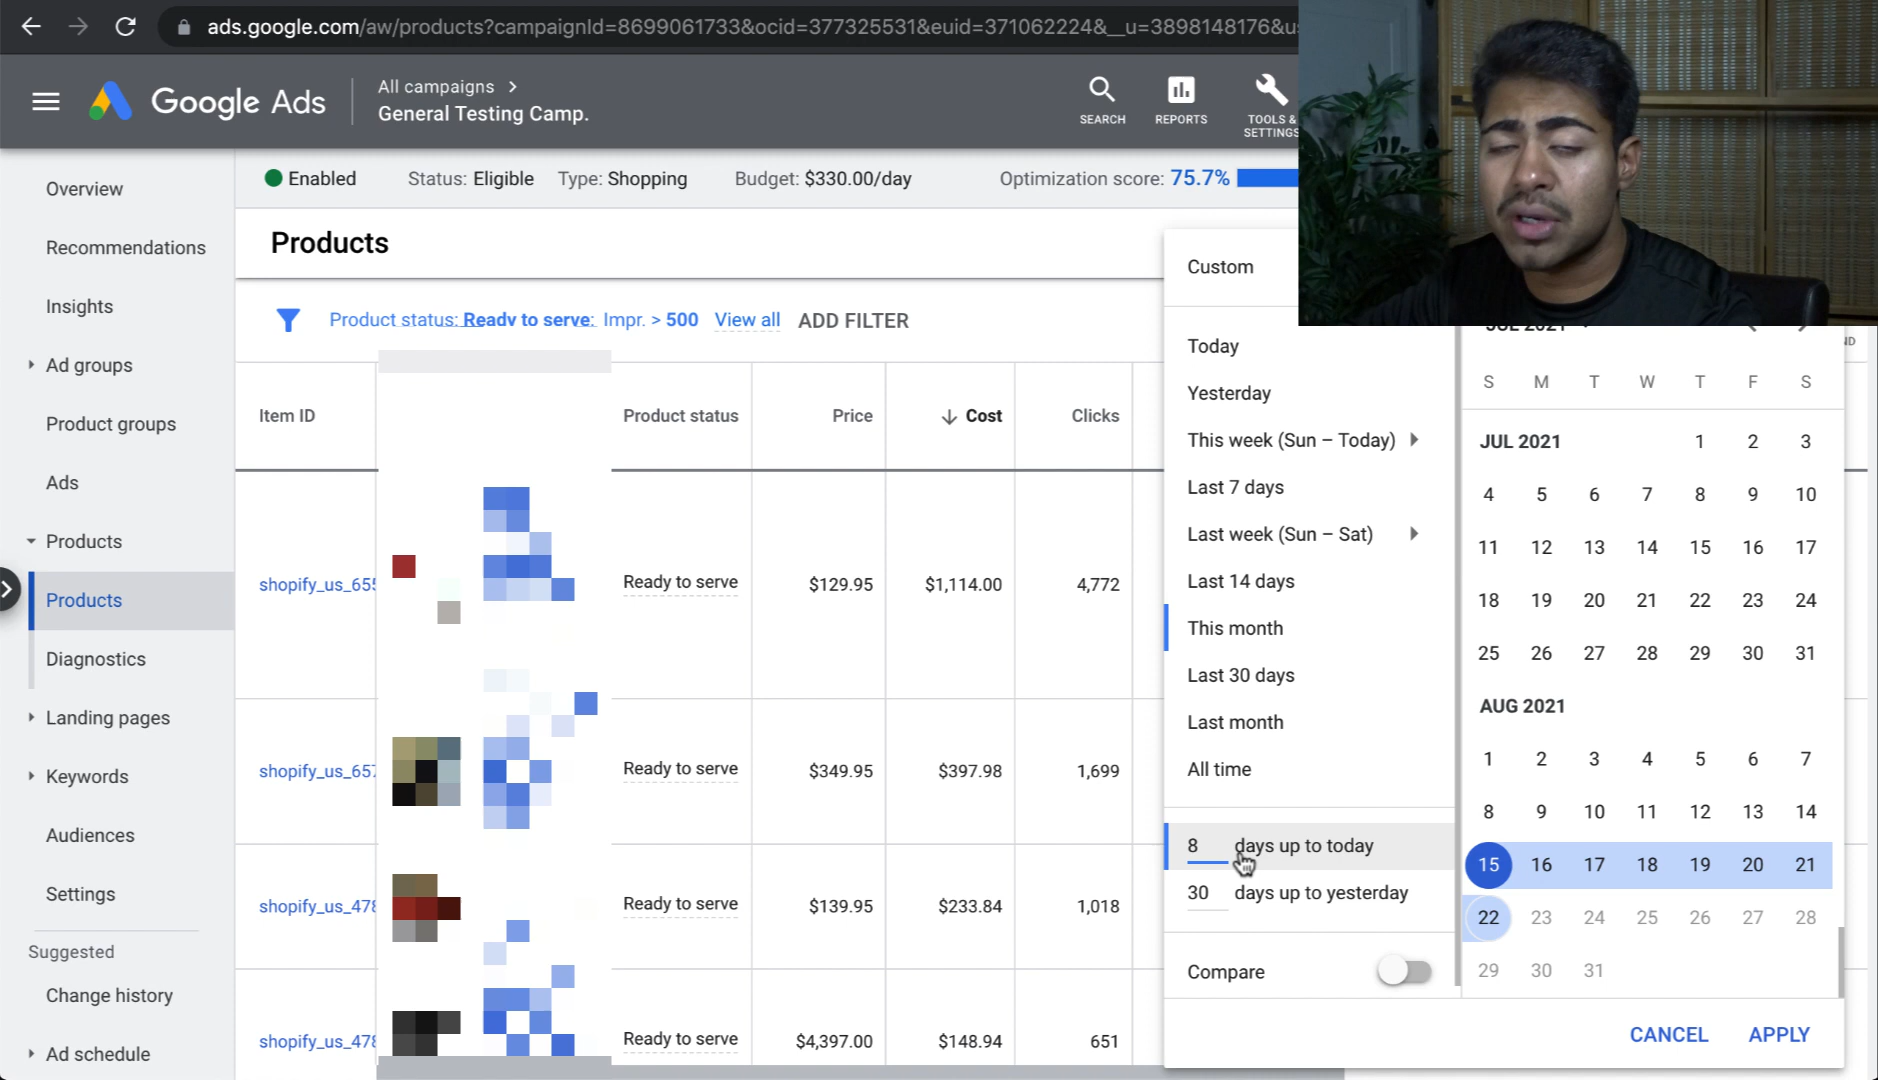 ads.google.com/aw/products?campaignId=8699061733&ocid=377325531&euid=371062224&__u=3898148176&us
Google Ads
All campaigns
General Testing Camp.
SEARCH
REPORTS
TOOLS &
SETTINGS
Enabled
Status: Eligible
Type: Shopping
Budget: $330.00/day
Optimization score: 75.7%
Overview
Recommendations
Insights
Ad groups
Product groups
Ads
Products
Products
Diagnostics
Landing pages
Keywords
Audiences
Settings
Suggested
Change history
Ad schedule
Products
Product status: Ready to serve; Impr. > 500 View all ADD FILTER
Item ID Product status Price Cost Clicks
shopify_us_655 Ready to serve $129.95 $1,114.00 4,772
shopify_us_657 Ready to serve $349.95 $397.98 1,699
shopify_us_478 Ready to serve $139.95 $233.84 1,018
shopify_us_478 Ready to serve $4,397.00 $148.94 651
Custom
Today
Yesterday
This week (Sun – Today)
Last 7 days
Last week (Sun – Sat)
Last 14 days
This month
Last 30 days
Last month
All time
8 days up to today
30 days up to yesterday
Compare
JUL 2021
S M T W T F S
JUL 2021 1 2 3
4 5 6 7 8 9 10
11 12 13 14 15 16 17
18 19 20 21 22 23 24
25 26 27 28 29 30 31
AUG 2021
1 2 3 4 5 6 7
8 9 10 11 12 13 14
15 16 17 18 19 20 21
22 23 24 25 26 27 28
29 30 31
CANCEL APPLY